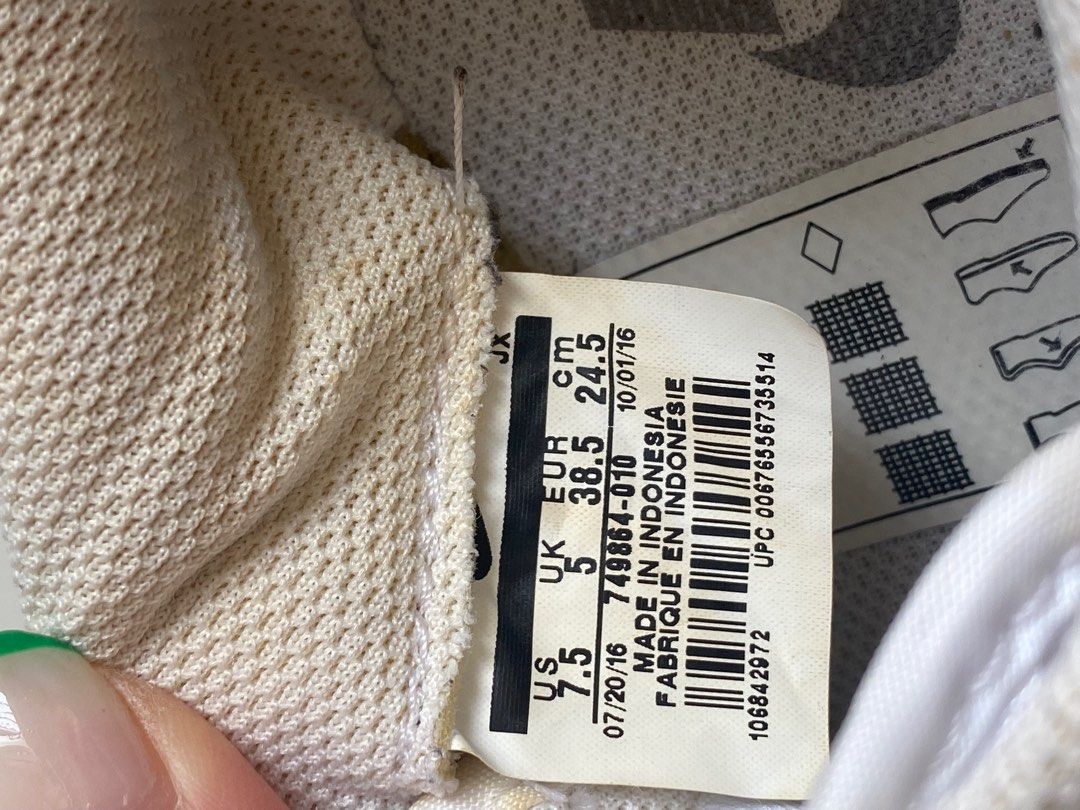 JX
US UK EUR cm
7.5 5 38.5 24.5
07/20/16 749864-010 10/01/16
MADE IN INDONESIA
FABRIQUE EN INDONESIE
106842972 UPC 00676556735514